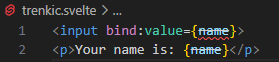 trenkic.svelte > ...
1 <input bind:value={name}>
2 <p>Your name is: {name}</p>